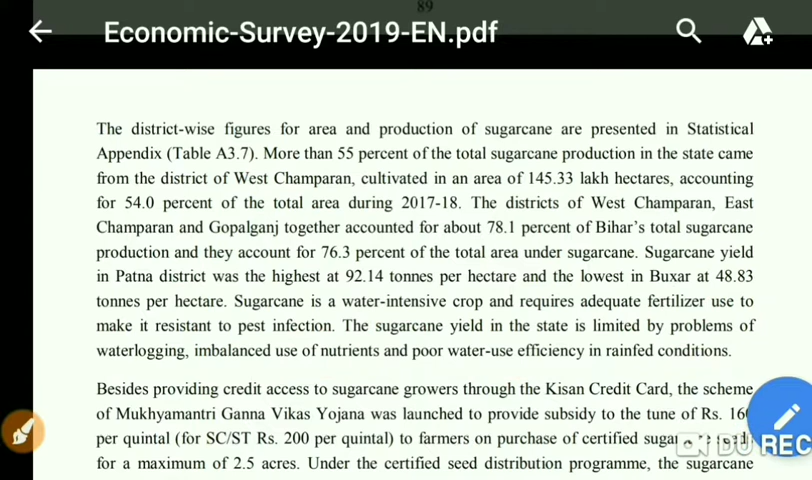 89
Economic-Survey-2019-EN.pdf
The district-wise figures for area and production of sugarcane are presented in Statistical
Appendix (Table A3.7). More than 55 percent of the total sugarcane production in the state came
from the district of West Champaran, cultivated in an area of 145.33 lakh hectares, accounting
for 54.0 percent of the total area during 2017-18. The districts of West Champaran, East
Champaran and Gopalganj together accounted for about 78.1 percent of Bihar's total sugarcane
production and they account for 76.3 percent of the total area under sugarcane. Sugarcane yield
in Patna district was the highest at 92.14 tonnes per hectare and the lowest in Buxar at 48.83
tonnes per hectare. Sugarcane is a water-intensive crop and requires adequate fertilizer use to
make it resistant to pest infection. The sugarcane yield in the state is limited by problems of
waterlogging, imbalanced use of nutrients and poor water-use efficiency in rainfed conditions.
Besides providing credit access to sugarcane growers through the Kisan Credit Card, the scheme
of Mukhyamantri Ganna Vikas Yojana was launched to provide subsidy to the tune of Rs.
per quintal (for SC/ST Rs. 200 per quintal) to farmers on purchase of certified
DU REC
for a maximum of 2.5 acres. Under the certified seed distribution programme, the sugarcane